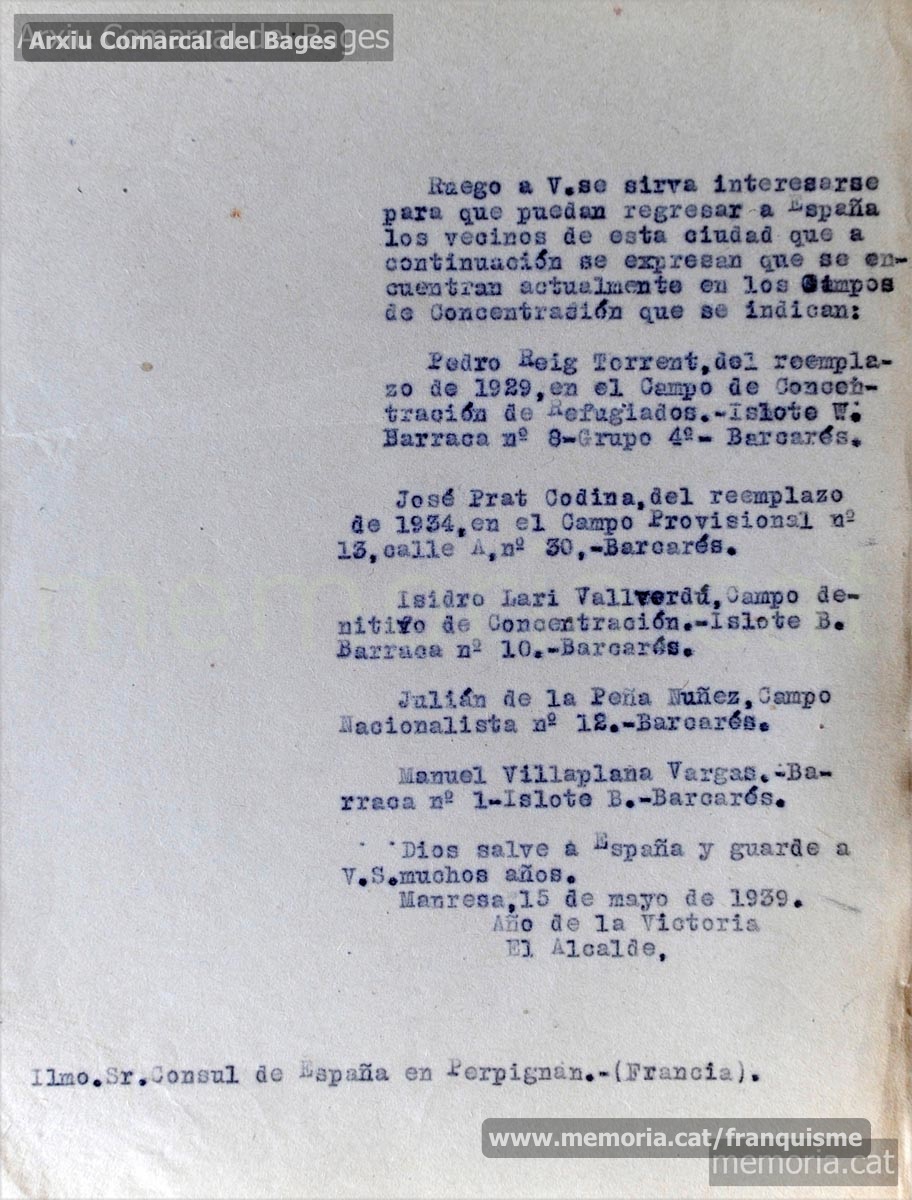 Arxiu Comarcal del Bages
Ruego a V.se sirva interesarse
para que puedan regresar a España
los vecinos de esta ciudad que a
continuación se expresan que se en-
cuentran actualmente en los Campos
de Concentración que se indican:
Pedro Reig Torrent,del reempla-
zo de 1929,en el Campo de Concen-
tración de Refugiados.-Islote W.
Barraca nº 8-Grupo 4º- Barcarés.
José Prat Codina,del reemplazo
de 1934,en el Campo Provisional nº
13,calle A,nº 30,-Barcarés.
Isidro Lari Vallverdú,Campo de-
nitivo de Concentración.-Islote B.
Barraca nº 10.-Barcarés.
Julián de la Peña Nuñez,Campo
Nacionalista nº 12.-Barcarés.
Manuel Villaplaña Vargas.-Ba-
rraca nº 1-Islote B.-Barcarés.
Dios salve a España y guarde a
V.S.muchos años.
Manresa,15 de mayo de 1939.
Año de la Victoria
El Alcalde,
Ilmo.Sr.Consul de España en Perpignán.-(Francia).
www.memoria.cat/franquisme
memoria.cat